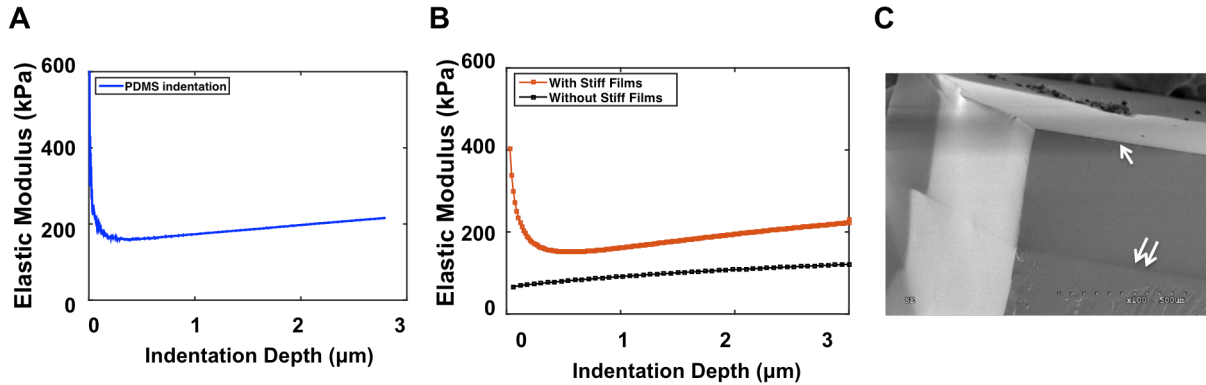 A
Elastic Modulus (kPa)
600
400
200
0
PDMS indentation
0
1
2
3
Indentation Depth (µm)
B
Elastic Modulus (kPa)
600
400
200
0
With Stiff Films
Without Stiff Films
0
1
2
3
Indentation Depth (µm)
C
SE
x100 500um